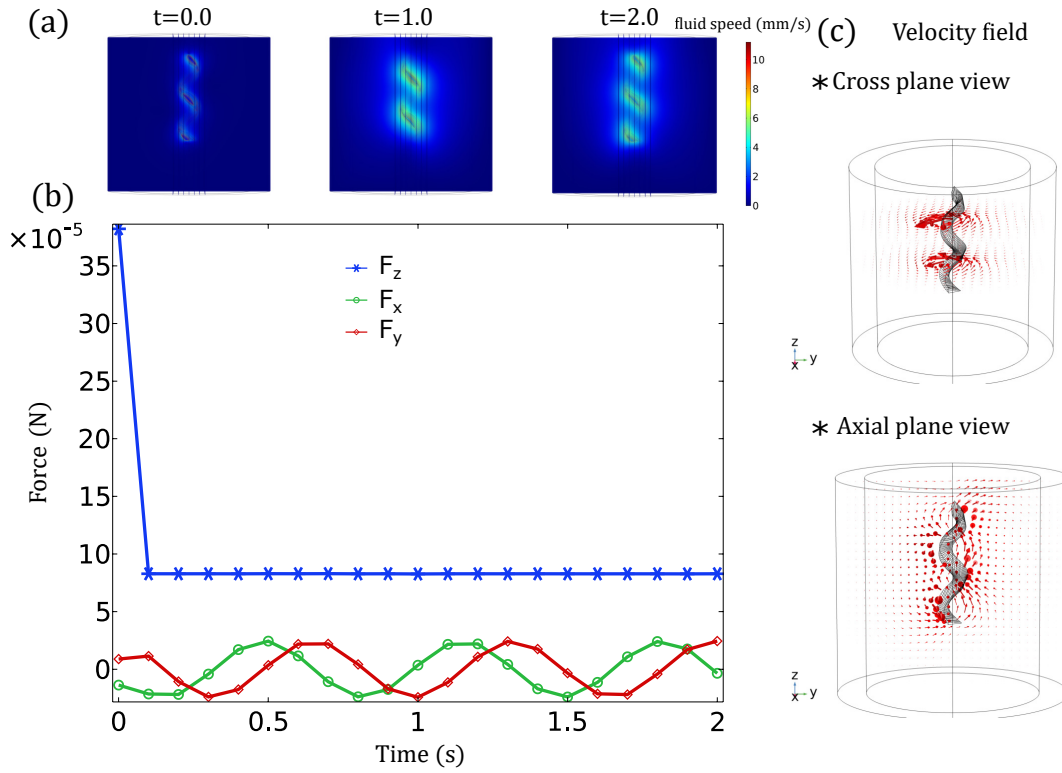 (a)
t=0.0
t=1.0
t=2.0
fluid speed (mm/s)
10
8
6
4
2
0
(b)
×10⁻⁵
35
30
25
20
15
10
5
0
Force (N)
F_z
F_x
F_y
0
0.5
1
1.5
2
Time (s)
(c)
Velocity field
* Cross plane view
z
y
x
* Axial plane view
z
y
x